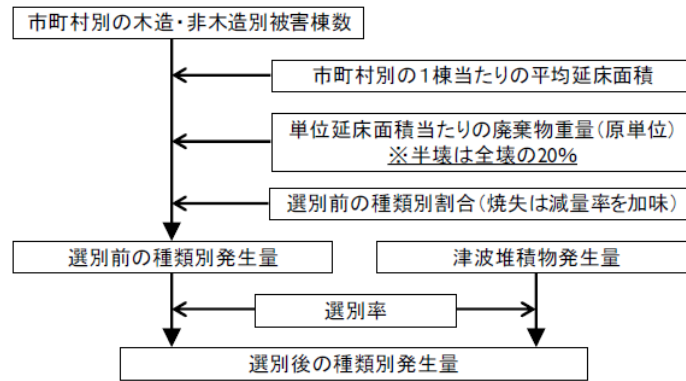 市町村別の木造・非木造別被害棟数
市町村別の1棟当たりの平均延床面積
単位延床面積当たりの廃棄物重量(原単位)
※半壊は全壊の20%
選別前の種類別割合(焼失は減量率を加味)
選別前の種類別発生量
津波堆積物発生量
選別率
選別後の種類別発生量